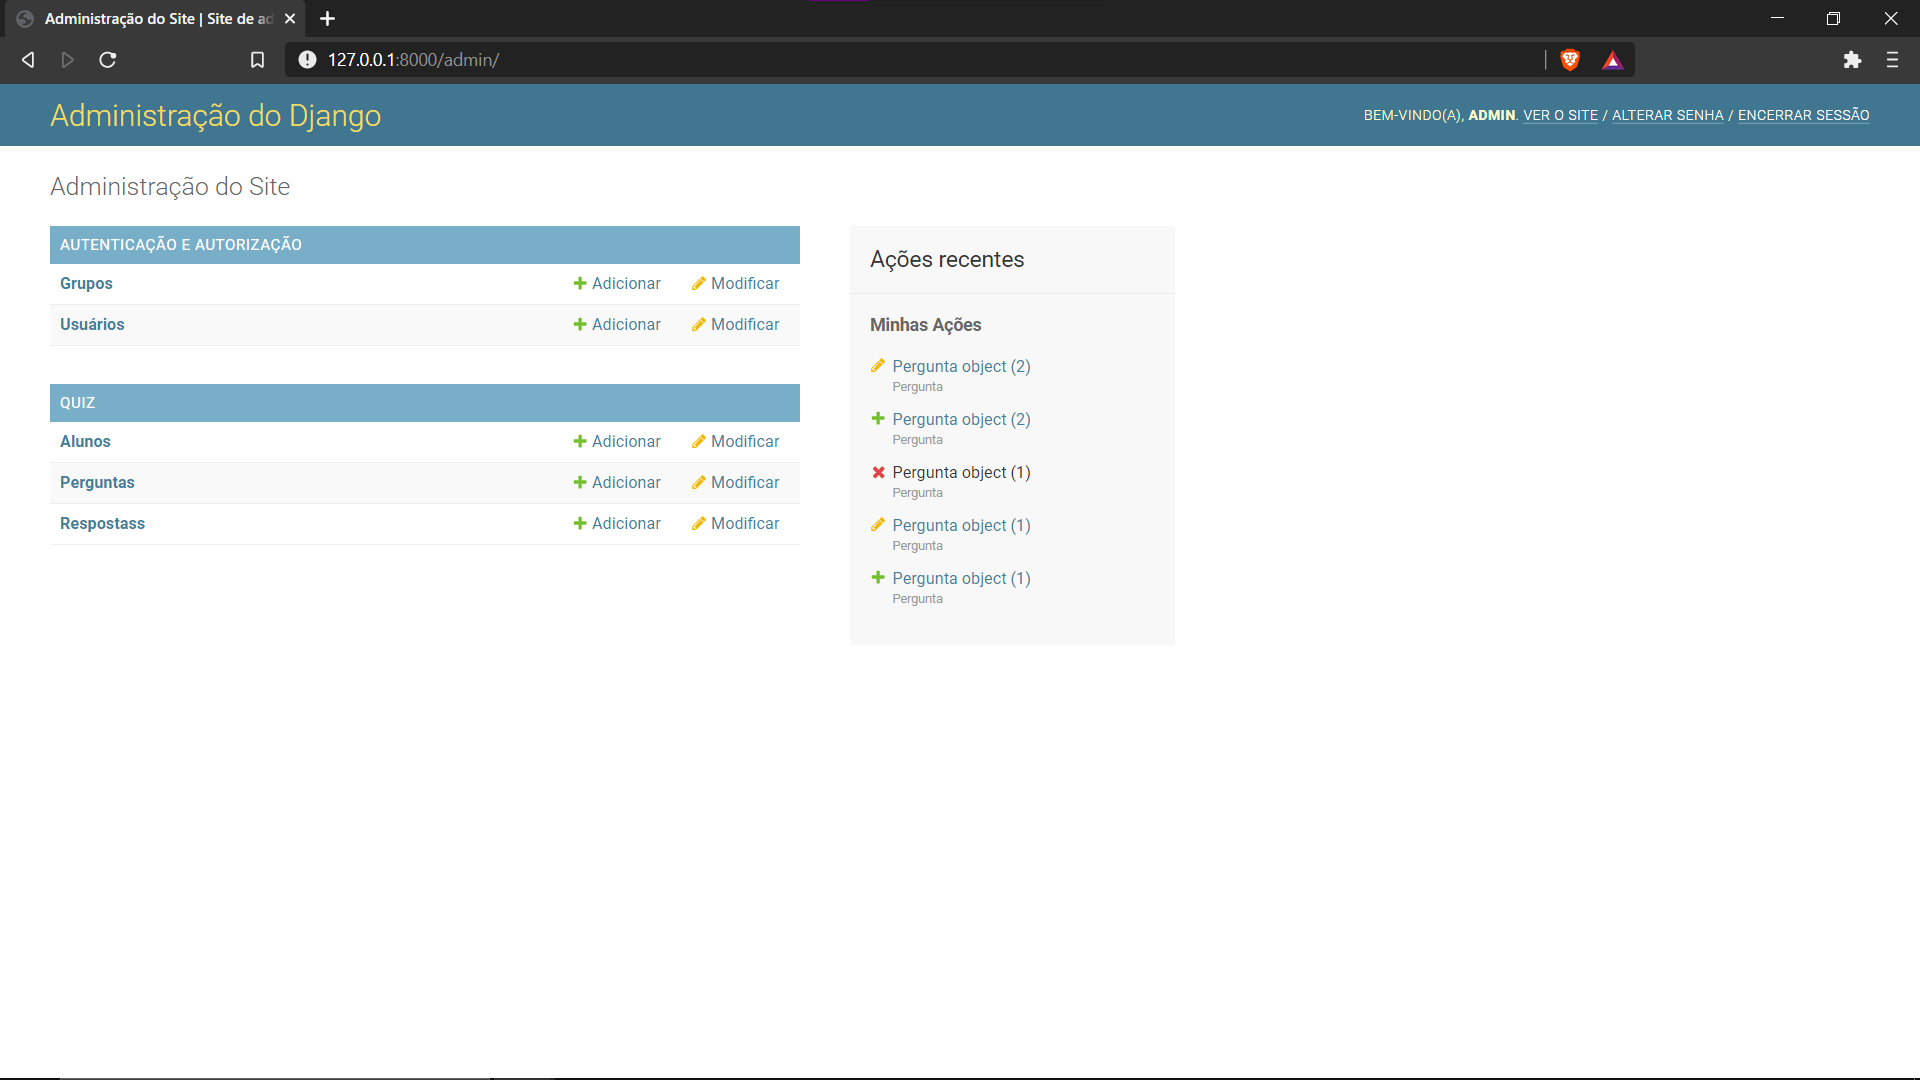 Administração do Site | Site de ad
127.0.0.1:8000/admin/
Administração do Django
BEM-VINDO(A), ADMIN. VER O SITE / ALTERAR SENHA / ENCERRAR SESSÃO
Administração do Site
AUTENTICAÇÃO E AUTORIZAÇÃO
Grupos Adicionar Modificar
Usuários Adicionar Modificar
QUIZ
Alunos Adicionar Modificar
Perguntas Adicionar Modificar
Respostass Adicionar Modificar
Ações recentes
Minhas Ações
Pergunta object (2)
Pergunta
Pergunta object (2)
Pergunta
Pergunta object (1)
Pergunta
Pergunta object (1)
Pergunta
Pergunta object (1)
Pergunta